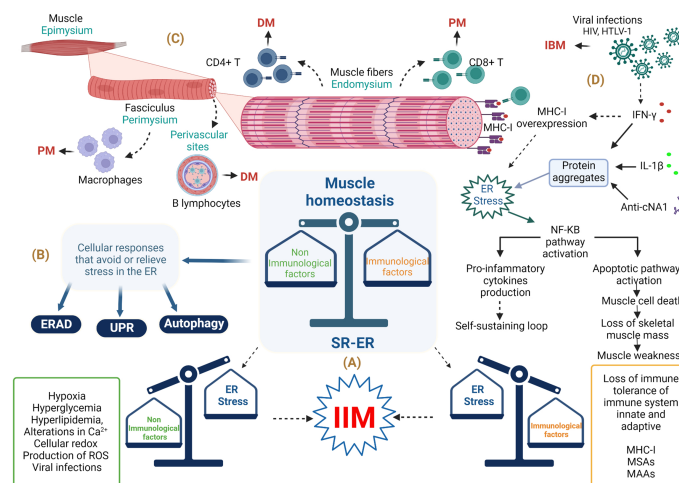 Muscle
Epimysium
(C)
DM
PM
Viral infections
HIV, HTLV-1
IBM
CD4+ T
Muscle fibers
Endomysium
CD8+ T
(D)
Fasciculus
Perimysium
Perivascular
sites
MHC-I
MHC-I
overexpression
IFN-γ
PM
Macrophages
DM
B lymphocytes
Protein
aggregates
IL-1β
ER
Stress
Anti-cNA1
Muscle
homeostasis
NF-KB
pathway
activation
(B)
Cellular responses
that avoid or relieve
stress in the ER
Non
Immunological
factors
Immunological
factors
Pro-infammatory
cytokines
production
Apoptotic pathway
activation
ERAD
UPR
Autophagy
Self-sustaining loop
Muscle cell death
Loss of skeletal
muscle mass
SR-ER
Muscle weakness
(A)
Hypoxia
Hyperglycemia
Hyperlipidemia,
Alterations in Ca²⁺
Cellular redox
Production of ROS
Viral infections
Non
Immunological
factors
ER
Stress
IIM
ER
Stress
Immunological
factors
Loss of immune
tolerance of
immune system
innate and
adaptive
MHC-I
MSAs
MAAs